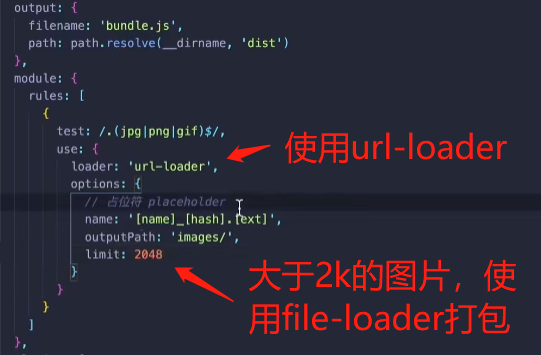 output: {
filename: 'bundle.js',
path: path.resolve(__dirname, 'dist')
},
module: {
rules: [
{
test: /.(jpg|png|gif)$/,
use: {
loader: 'url-loader',
使用url-loader
options: {
// 占位符 placeholder
name: '[name]_[hash].[ext]',
outputPath: 'images/',
limit: 2048
大于2k的图片，使
用file-loader打包
}
}
}
]
},